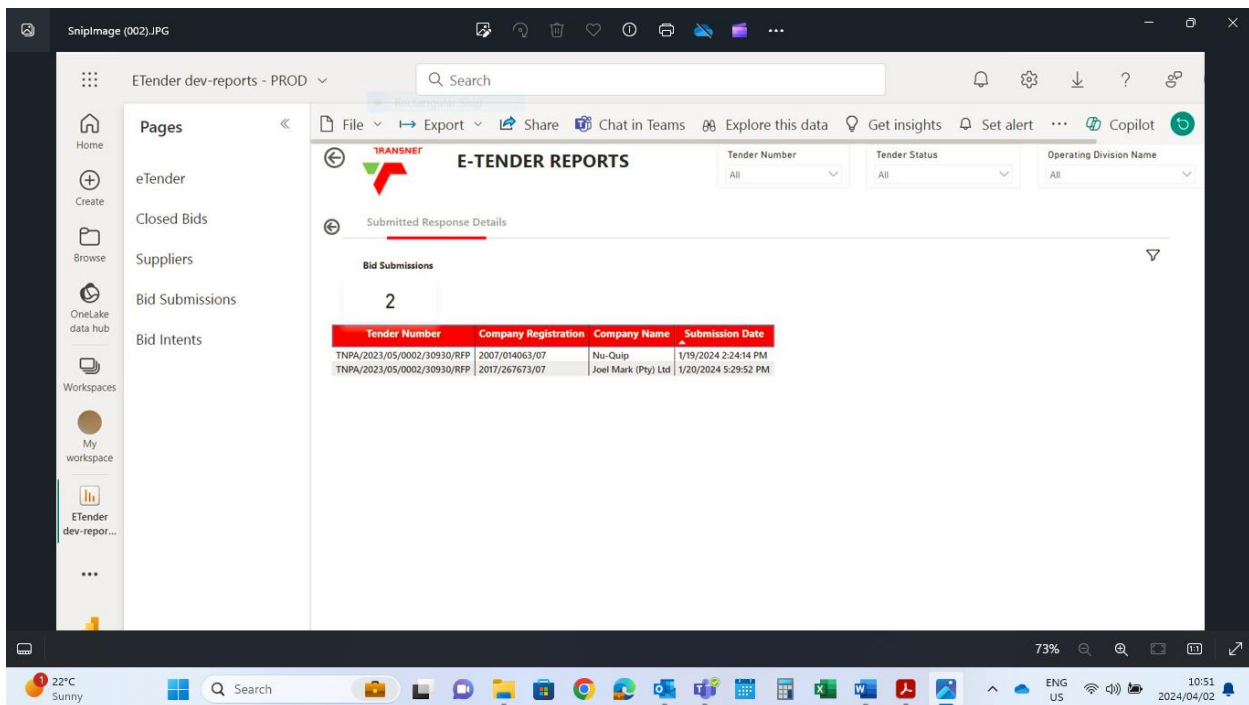 SnipImage (002).JPG
ETender dev-reports - PROD
Search
Rectangular Snip
Home
Create
Browse
OneLake
data hub
Workspaces
My
workspace
ETender
dev-repor...
Pages
eTender
Closed Bids
Suppliers
Bid Submissions
Bid Intents
File
Export
Share
Chat in Teams
Explore this data
Get insights
Set alert
Copilot
TRANSNET
E-TENDER REPORTS
Tender Number
All
Tender Status
All
Operating Division Name
All
Submitted Response Details
Bid Submissions
2
Tender Number Company Registration Company Name Submission Date
TNPA/2023/05/0002/30930/RFP 2007/014063/07 Nu-Quip 1/19/2024 2:24:14 PM
TNPA/2023/05/0002/30930/RFP 2017/267673/07 Joel Mark (Pty) Ltd 1/20/2024 5:29:52 PM
73%
1:1
1
22°C
Sunny
Search
ENG
US
10:51
2024/04/02